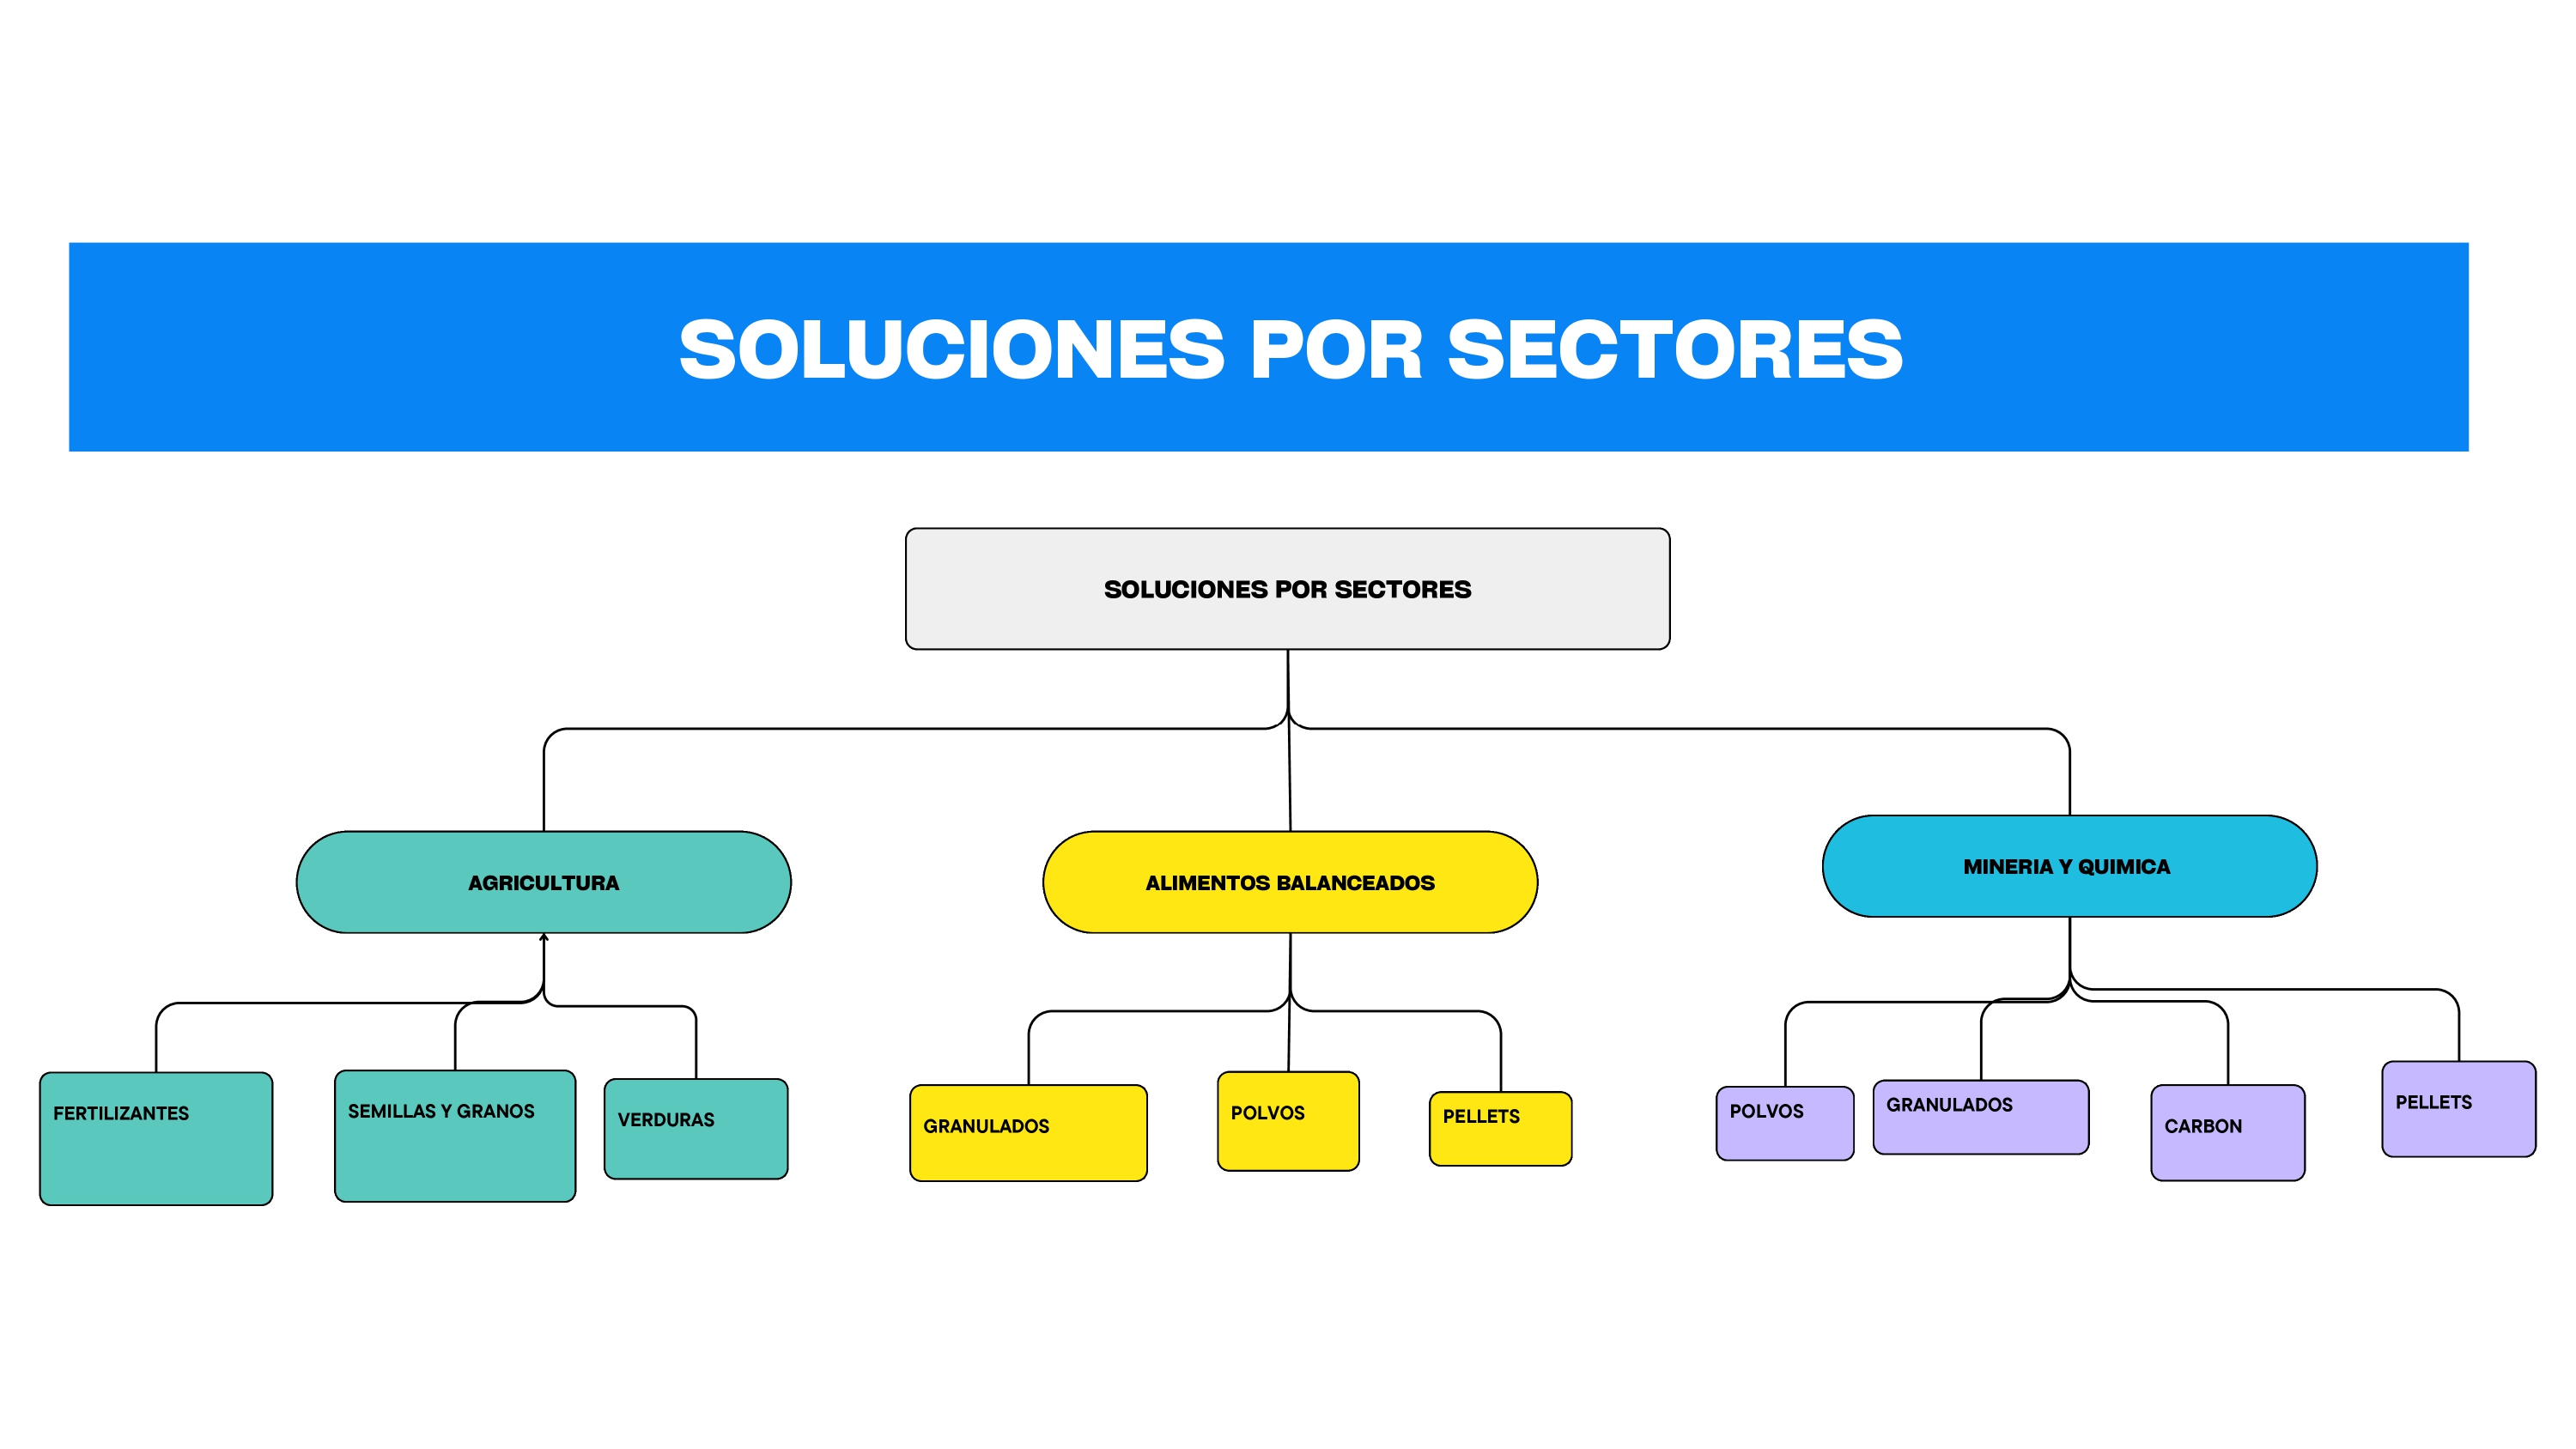 SOLUCIONES POR SECTORES
SOLUCIONES POR SECTORES
AGRICULTURA
ALIMENTOS BALANCEADOS
MINERIA Y QUIMICA
FERTILIZANTES
SEMILLAS Y GRANOS
VERDURAS
GRANULADOS
POLVOS
PELLETS
POLVOS
GRANULADOS
CARBON
PELLETS